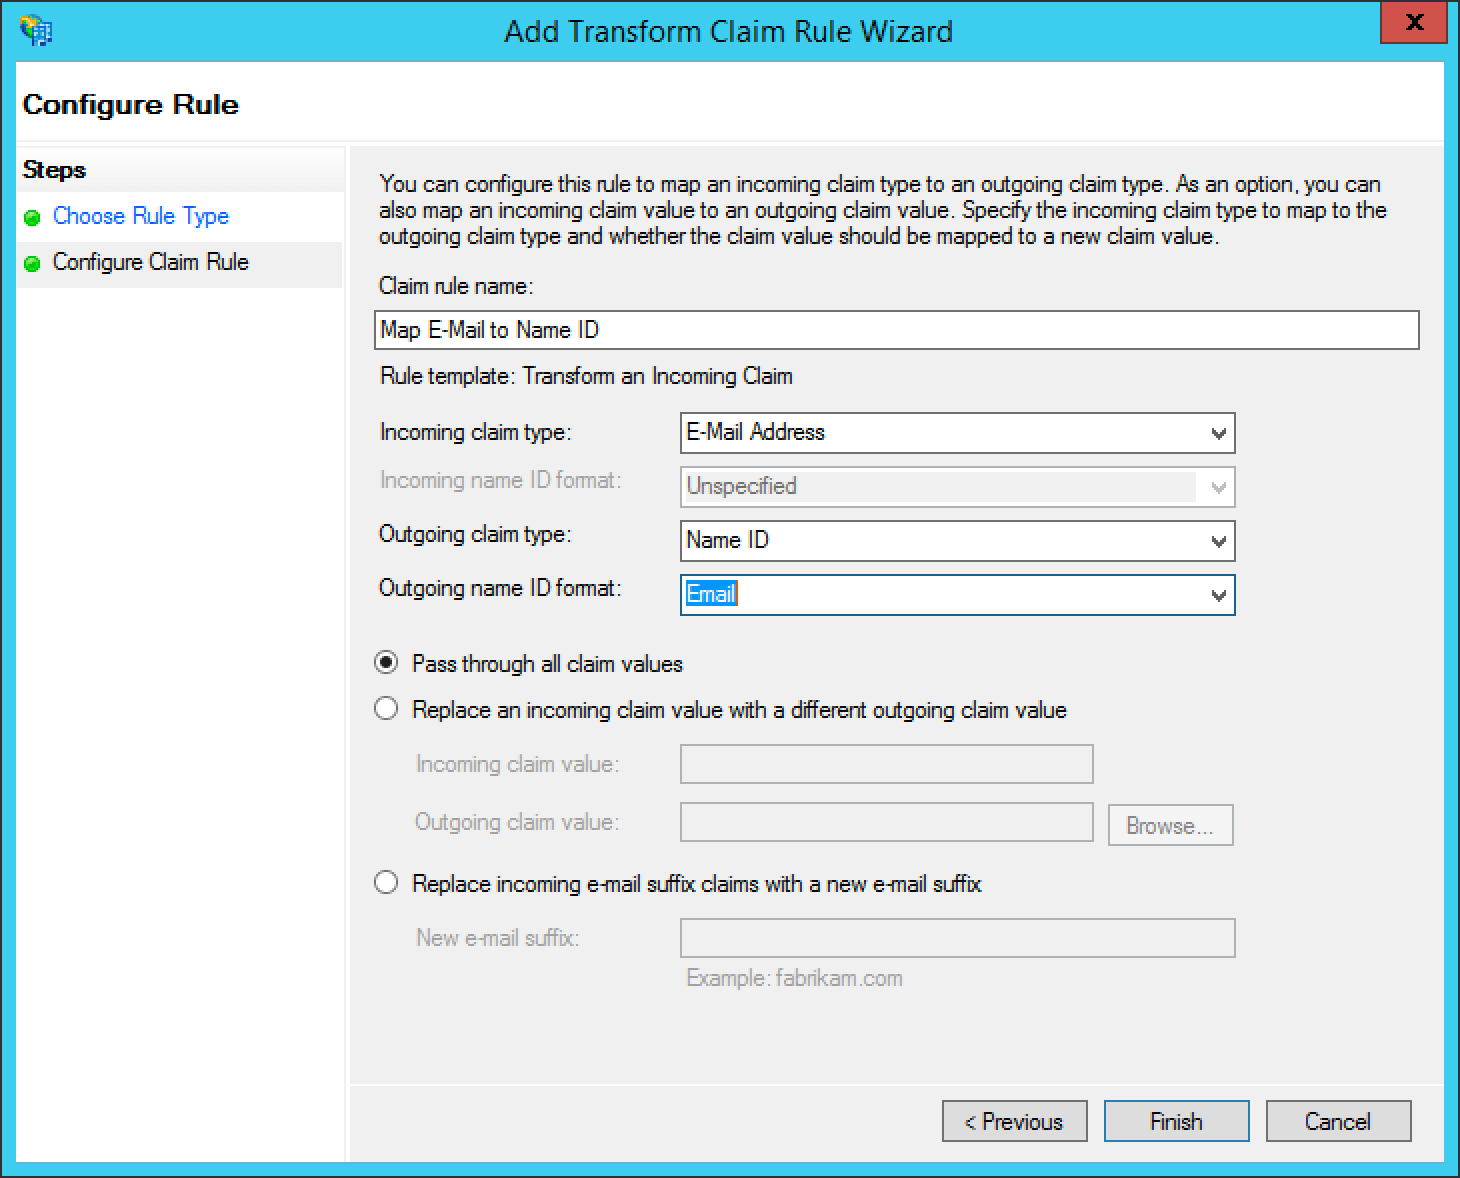 Add Transform Claim Rule Wizard
x
Configure Rule
Steps
Choose Rule Type
Configure Claim Rule
You can configure this rule to map an incoming claim type to an outgoing claim type. As an option, you can
also map an incoming claim value to an outgoing claim value. Specify the incoming claim type to map to the
outgoing claim type and whether the claim value should be mapped to a new claim value.
Claim rule name:
Map E-Mail to Name ID
Rule template: Transform an Incoming Claim
Incoming claim type: E-Mail Address
Incoming name ID format: Unspecified
Outgoing claim type: Name ID
Outgoing name ID format: Email
Pass through all claim values
Replace an incoming claim value with a different outgoing claim value
Incoming claim value:
Outgoing claim value: Browse...
Replace incoming e-mail suffix claims with a new e-mail suffix
New e-mail suffix:
Example: fabrikam.com
< Previous Finish Cancel